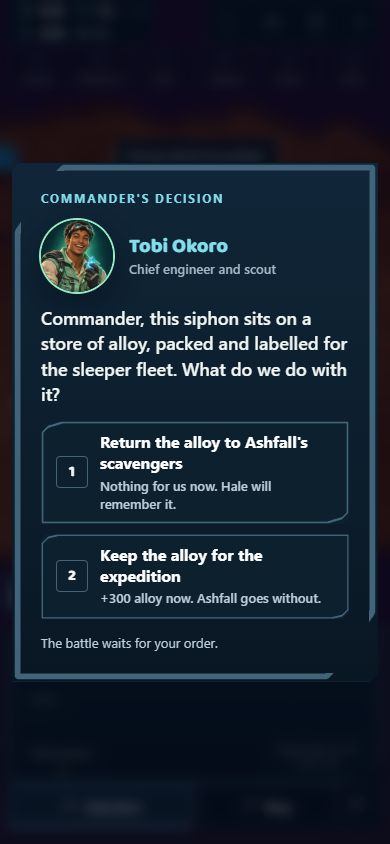 COMMANDER'S DECISION
Tobi Okoro
Chief engineer and scout
Commander, this siphon sits on a
store of alloy, packed and labelled for
the sleeper fleet. What do we do with
it?
1
Return the alloy to Ashfall's
scavengers
Nothing for us now. Hale will
remember it.
2
Keep the alloy for the
expedition
+300 alloy now. Ashfall goes without.
The battle waits for your order.